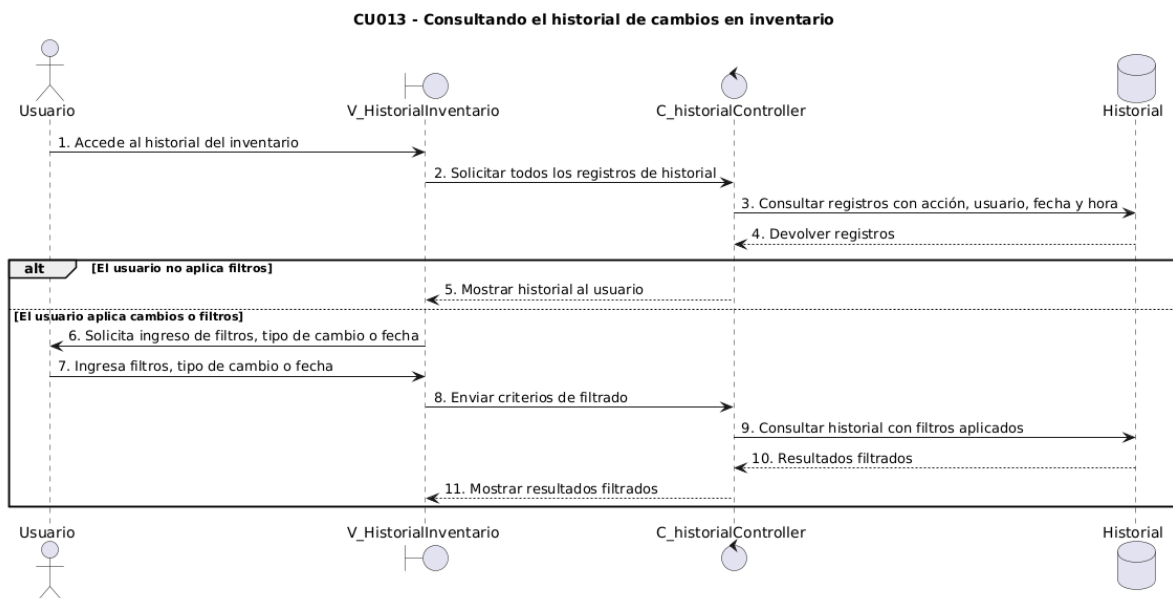 CU013 - Consultando el historial de cambios en inventario
Usuario
V_HistorialInventario
C_historialController
Historial
1. Accede al historial del inventario
2. Solicitar todos los registros de historial
3. Consultar registros con acción, usuario, fecha y hora
4. Devolver registros
alt [El usuario no aplica filtros]
5. Mostrar historial al usuario
[El usuario aplica cambios o filtros]
6. Solicita ingreso de filtros, tipo de cambio o fecha
7. Ingresa filtros, tipo de cambio o fecha
8. Enviar criterios de filtrado
9. Consultar historial con filtros aplicados
10. Resultados filtrados
11. Mostrar resultados filtrados
Usuario
V_HistorialInventario
C_historialController
Historial